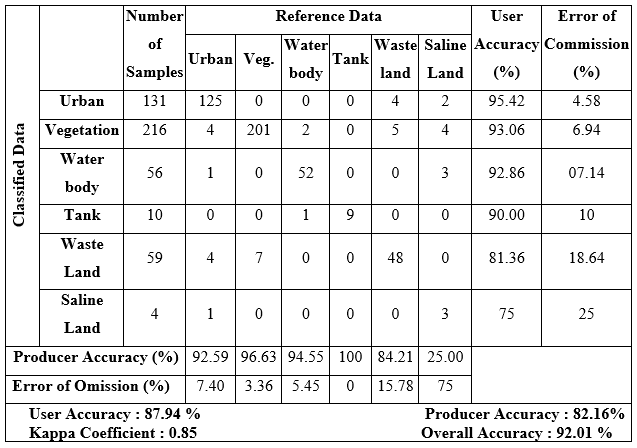 Number of Samples Reference Data User Accuracy (%) Error of Commission (%)
Urban Veg. Water body Tank Waste land Saline Land
Classified Data
Urban 131 125 0 0 0 4 2 95.42 4.58
Vegetation 216 4 201 2 0 5 4 93.06 6.94
Water body 56 1 0 52 0 0 3 92.86 07.14
Tank 10 0 0 1 9 0 0 90.00 10
Waste Land 59 4 7 0 0 48 0 81.36 18.64
Saline Land 4 1 0 0 0 0 3 75 25
Producer Accuracy (%) 92.59 96.63 94.55 100 84.21 25.00
Error of Omission (%) 7.40 3.36 5.45 0 15.78 75
User Accuracy : 87.94 % Producer Accuracy : 82.16%
Kappa Coefficient : 0.85 Overall Accuracy : 92.01 %